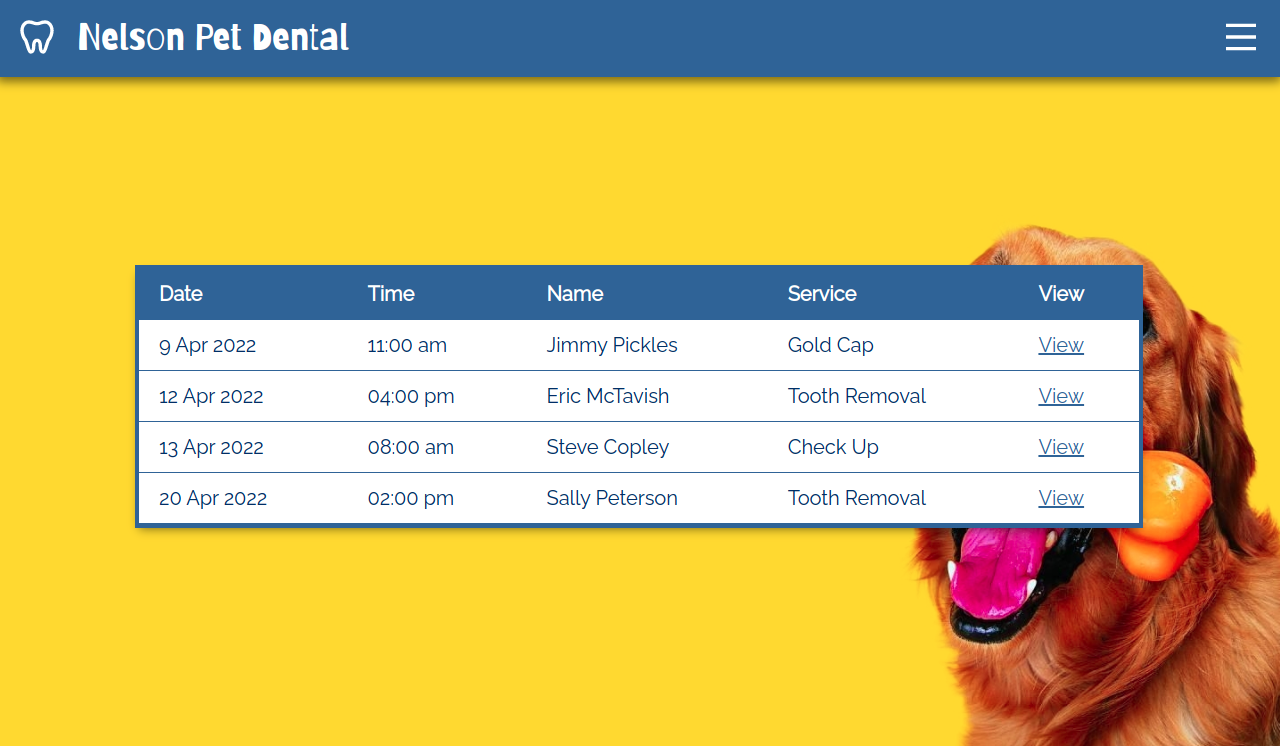 Nelson Pet Dental
Date Time Name Service View
9 Apr 2022 11:00 am Jimmy Pickles Gold Cap View
12 Apr 2022 04:00 pm Eric McTavish Tooth Removal View
13 Apr 2022 08:00 am Steve Copley Check Up View
20 Apr 2022 02:00 pm Sally Peterson Tooth Removal View